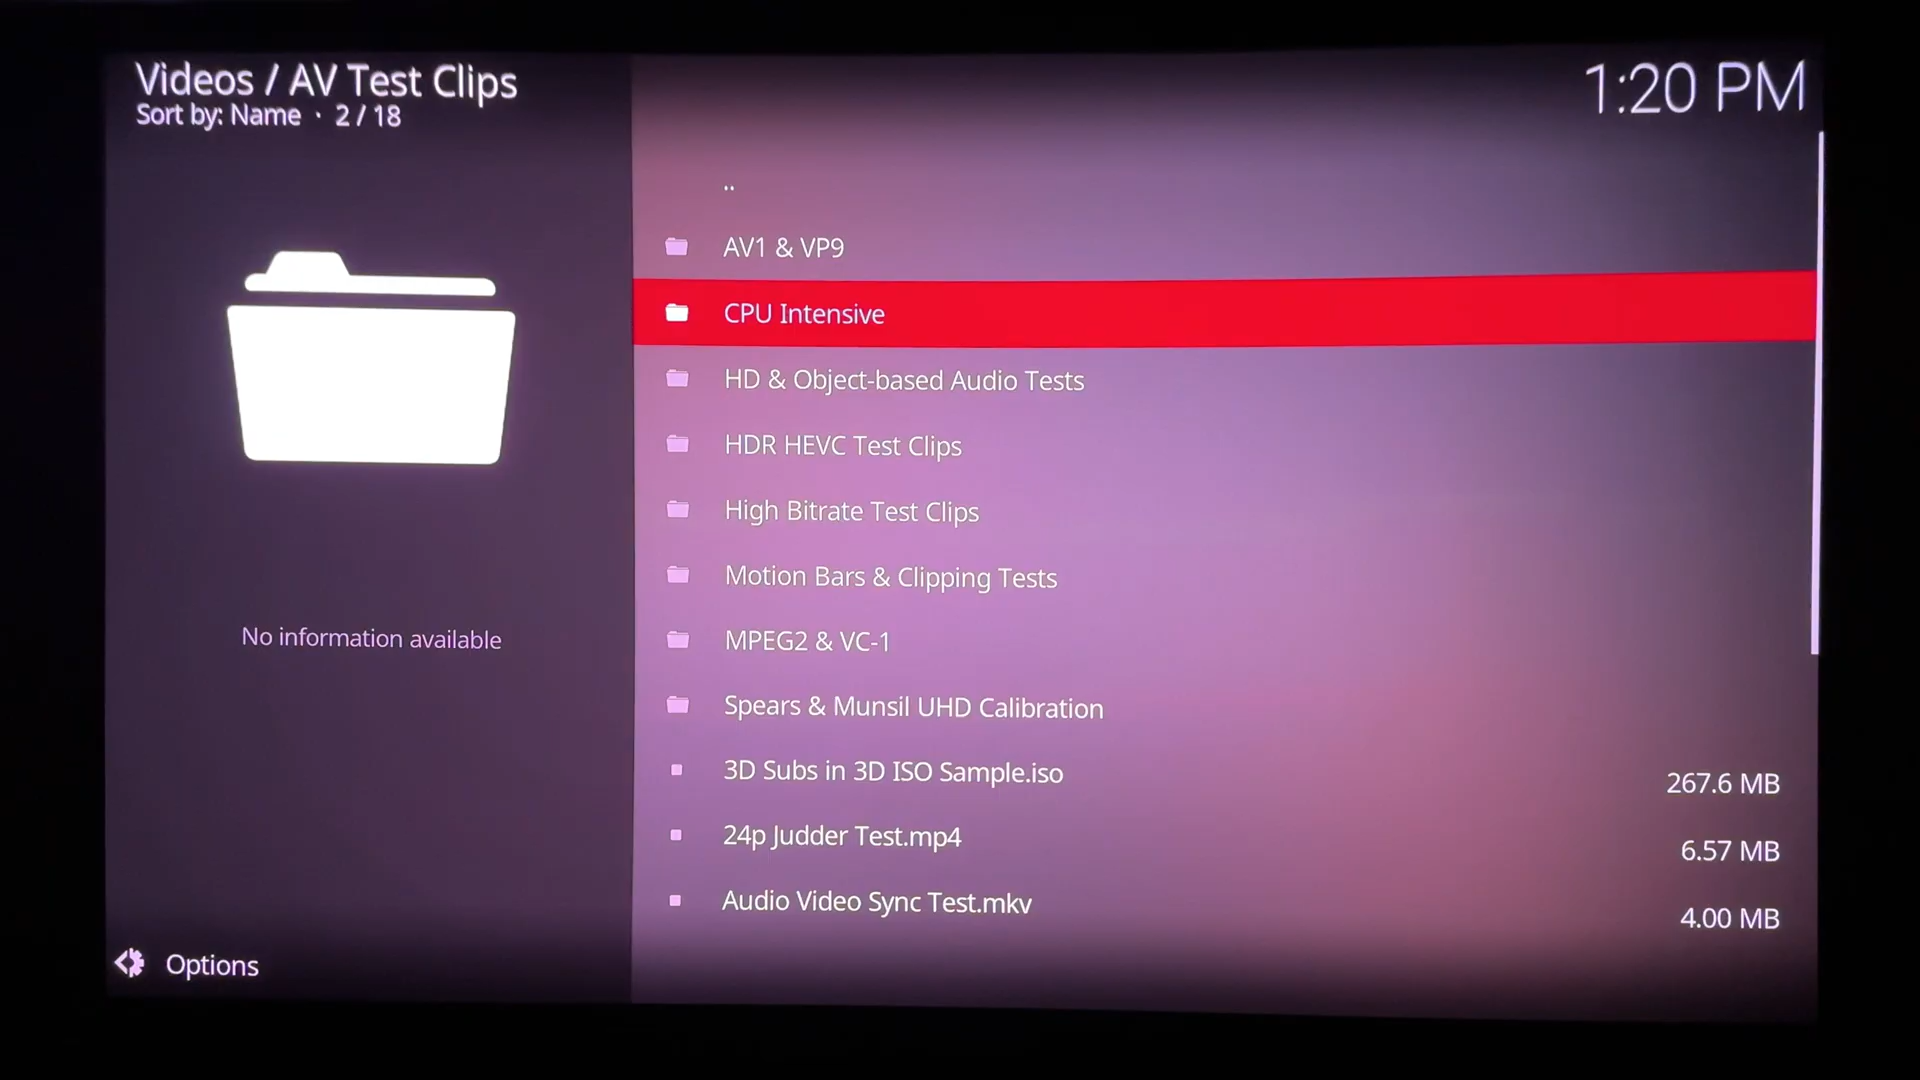 Videos / AV Test Clips
Sort by: Name · 2 / 18
1:20 PM
..
AV1 & VP9
CPU Intensive
HD & Object-based Audio Tests
HDR HEVC Test Clips
High Bitrate Test Clips
Motion Bars & Clipping Tests
MPEG2 & VC-1
Spears & Munsil UHD Calibration
3D Subs in 3D ISO Sample.iso
267.6 MB
24p Judder Test.mp4
6.57 MB
Audio Video Sync Test.mkv
4.00 MB
No information available
Options